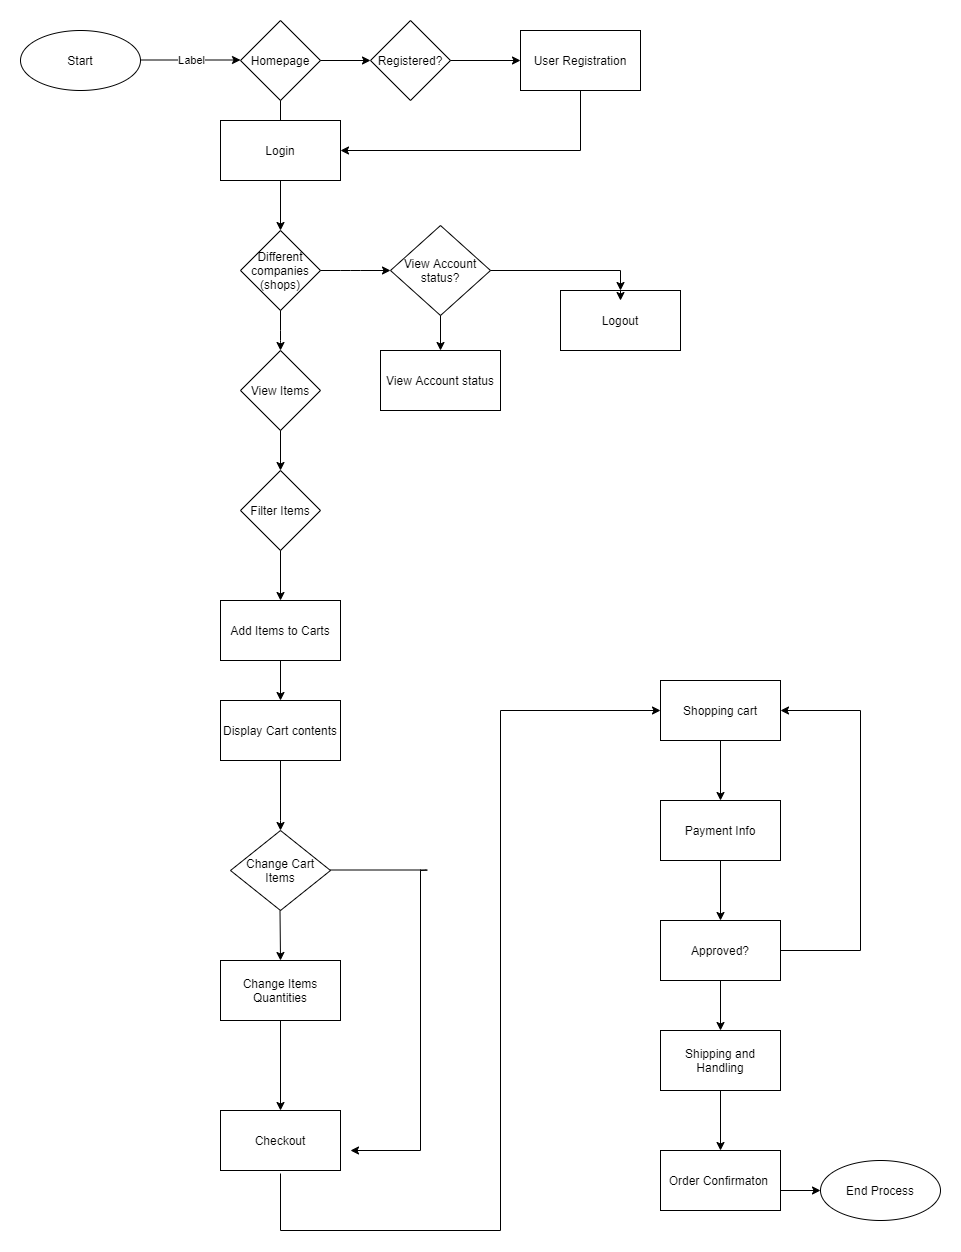 Start
Label
Homepage
Registered?
User Registration
Login
Different
companies
(shops)
View Account
status?
Logout
View Items
View Account status
Filter Items
Add Items to Carts
Display Cart contents
Change Cart
Items
Change Items
Quantities
Checkout
Shopping cart
Payment Info
Approved?
Shipping and
Handling
Order Confirmaton
End Process